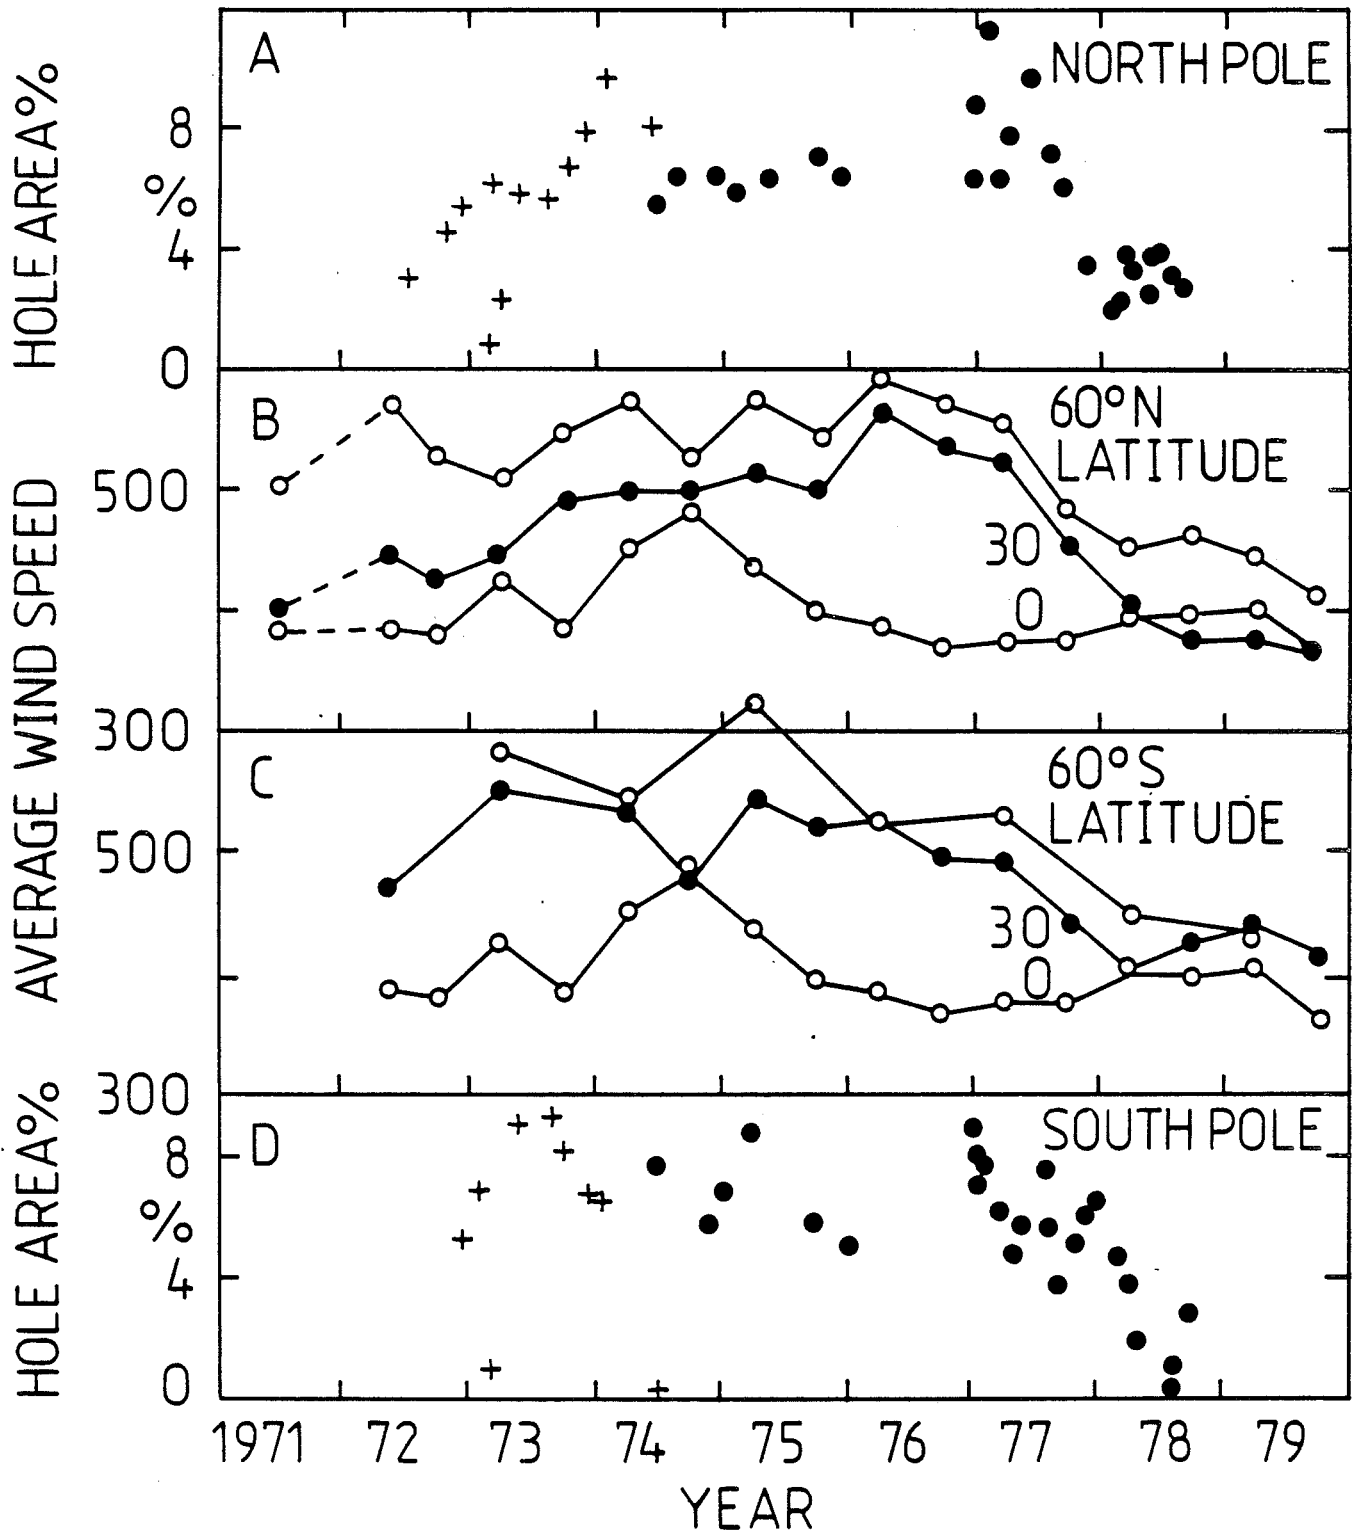 A
NORTH POLE
HOLE AREA%
8
%
4
0
B
60°N
LATITUDE
500
30
0
300
AVERAGE WIND SPEED
C
60°S
LATITUDE
500
30
0
300
D
SOUTH POLE
HOLE AREA%
8
%
4
0
1971 72 73 74 75 76 77 78 79
YEAR